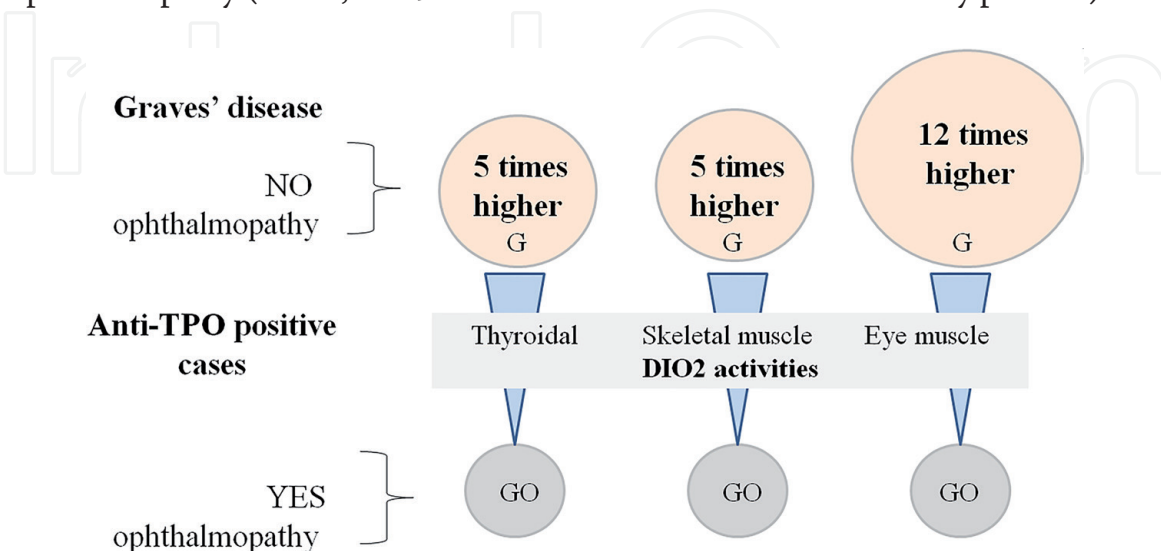 Graves' disease
NO
ophthalmopathy
5 times
higher
G
5 times
higher
G
12 times
higher
G
Anti-TPO positive
cases
Thyroidal
Skeletal muscle
Eye muscle
DIO2 activities
YES
ophthalmopathy
GO
GO
GO